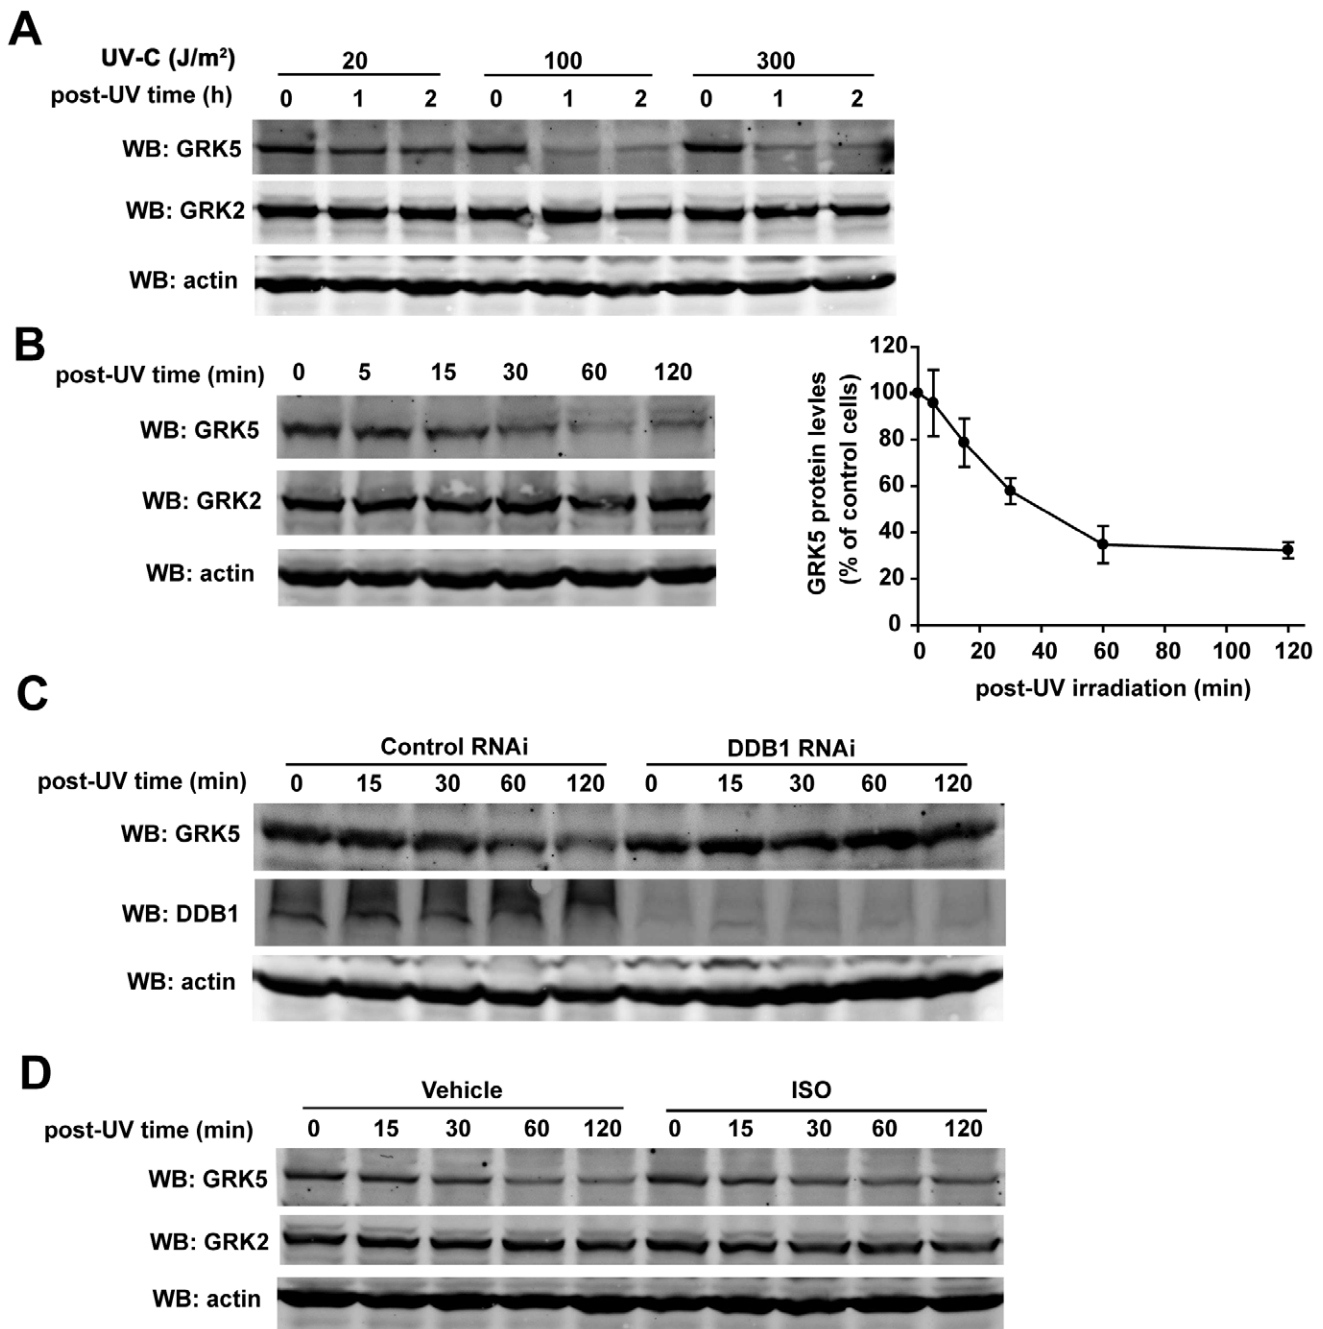 A
UV-C (J/m²) 20 100 300
post-UV time (h) 0 1 2 0 1 2 0 1 2
WB: GRK5
WB: GRK2
WB: actin
B
post-UV time (min) 0 5 15 30 60 120
WB: GRK5
WB: GRK2
WB: actin
GRK5 protein levles
(% of control cells)
120
100
80
60
40
20
0
0 20 40 60 80 100 120
post-UV irradiation (min)
C
Control RNAi DDB1 RNAi
post-UV time (min) 0 15 30 60 120 0 15 30 60 120
WB: GRK5
WB: DDB1
WB: actin
D
Vehicle ISO
post-UV time (min) 0 15 30 60 120 0 15 30 60 120
WB: GRK5
WB: GRK2
WB: actin